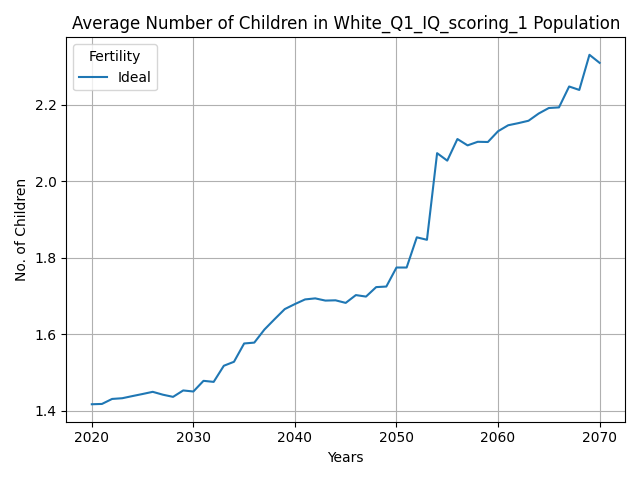 Average Number of Children in White_Q1_IQ_scoring_1 Population
Fertility
Ideal
No. of Children
2.2
2.0
1.8
1.6
1.4
2020 2030 2040 2050 2060 2070
Years